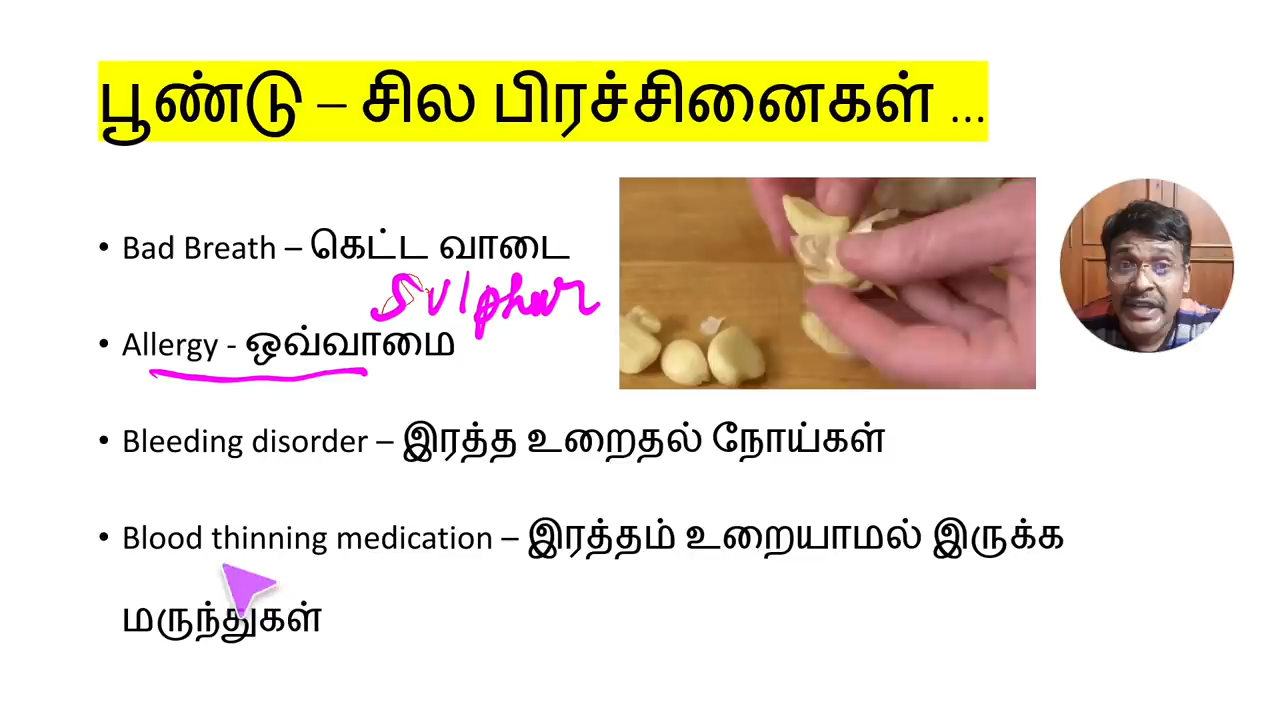 பூண்டு – சில பிரச்சினைகள் ...
• Bad Breath – கெட்ட வாடை
Sulphur
• Allergy - ஒவ்வாமை
• Bleeding disorder – இரத்த உறைதல் நோய்கள்
• Blood thinning medication – இரத்தம் உறையாமல் இருக்க
மருந்துகள்